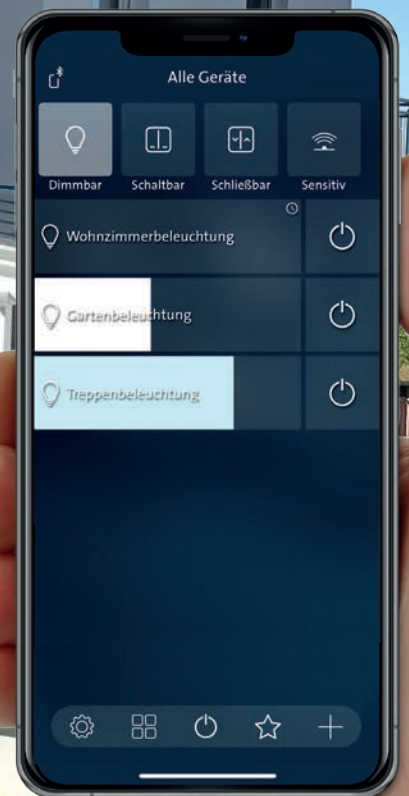 Alle Geräte
Dimmbar Schaltbar Schließbar Sensitiv
Wohnzimmerbeleuchtung
Gartenbeleuchtung
Treppenbeleuchtung